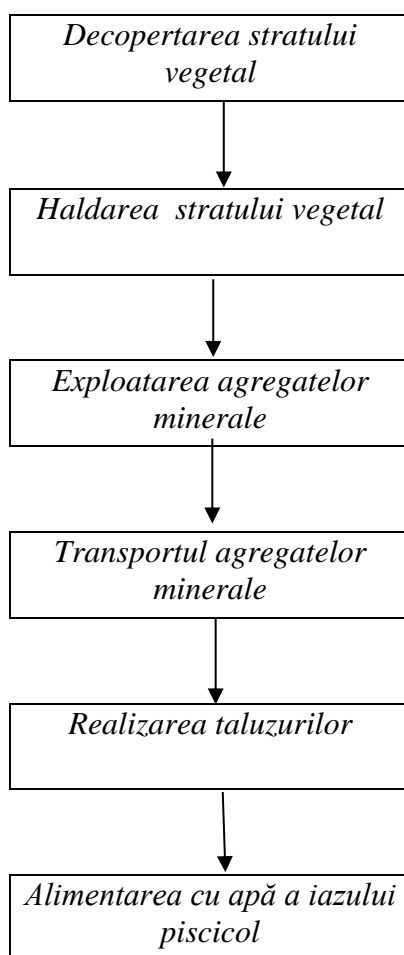 Decopertarea stratului
vegetal
Haldarea stratului vegetal
Exploatarea agregatelor
minerale
Transportul agregatelor
minerale
Realizarea taluzurilor
Alimentarea cu apă a iazului
piscicol